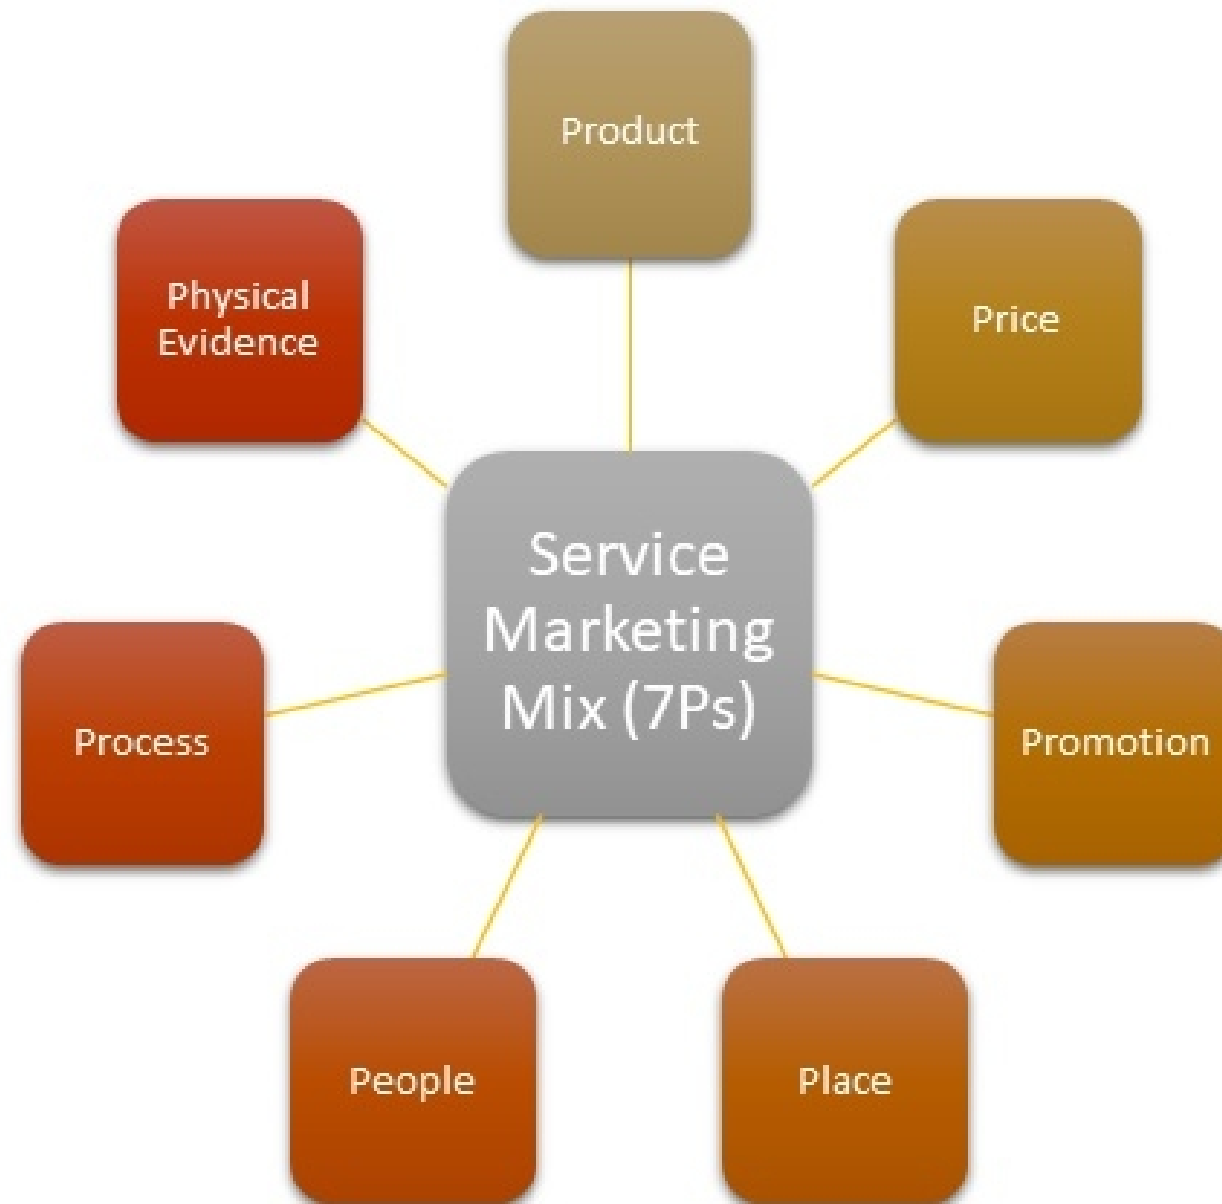 Product
Physical
Evidence
Price
Service
Marketing
Mix (7Ps)
Process
Promotion
People
Place